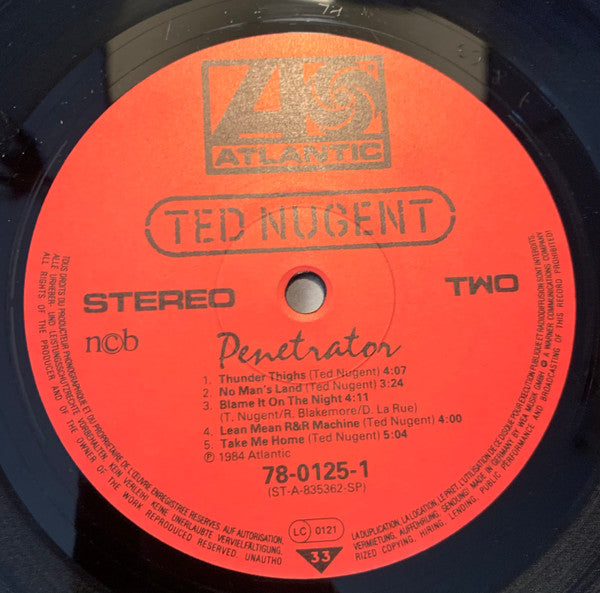 ATLANTIC
TED NUGENT
STEREO
TWO
n©b
Penetrator
1. Thunder Thighs (Ted Nugent) 4:07
2. No Man's Land (Ted Nugent) 3:24
3. Blame It On The Night 4:11
(T. Nugent/R. Blakemore/D. La Rue)
4. Lean Mean R&R Machine (Ted Nugent) 4:00
5. Take Me Home (Ted Nugent) 5:04
℗ 1984 Atlantic
78-0125-1
(ST-A-835362-SP)
LC 0121
33
TOUS DROITS DU PRODUCTEUR PHONOGRAPHIQUE ET DU PROPRIETAIRE DE L'ŒUVRE ENREGISTREE RESERVES, SAUF AUTORISATION, LA DUPLICATION, LA LOCATION, LE PRET, L'UTILISATION DE CE DISQUE POUR EXECUTION PUBLIQUE ET RADIODIFFUSION SONT INTERDITS.
ALLE URHEBER- UND LEISTUNGSSCHUTZRECHTE VORBEHALTEN. KEIN VERLEIH! KEINE UNERLAUBTE VERVIELFÄLTIGUNG, VERMIETUNG, AUFFÜHRUNG, SENDUNG. MADE IN GERMANY BY WEA MUSIK GMBH A WARNER COMMUNICATIONS COMPANY
ALL RIGHTS OF THE PRODUCER AND OF THE OWNER OF THE WORK REPRODUCED RESERVED. UNAUTHORIZED COPYING, HIRING, LENDING, PUBLIC PERFORMANCE AND BROADCASTING OF THIS RECORD PROHIBITED!